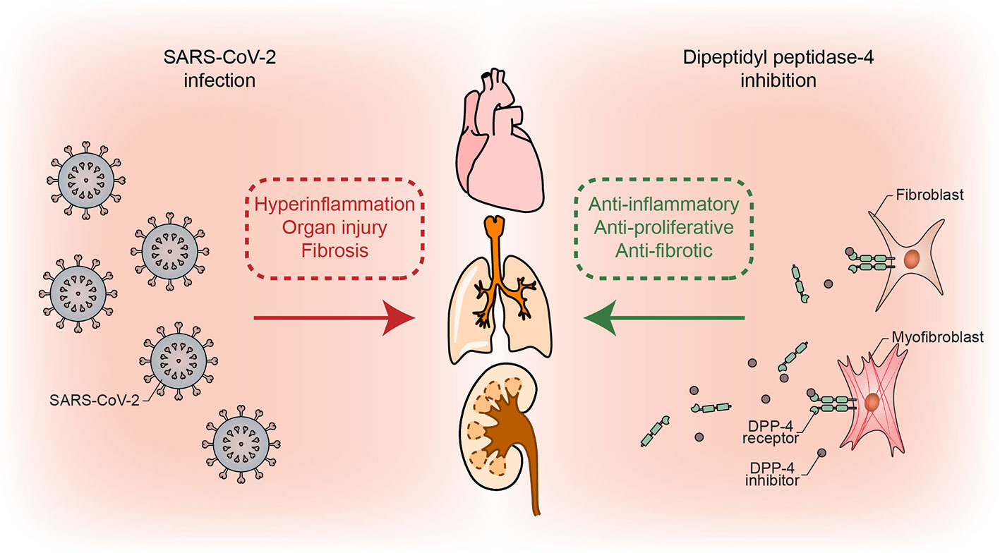 SARS-CoV-2
infection
Dipeptidyl peptidase-4
inhibition
Hyperinflammation
Organ injury
Fibrosis
Anti-inflammatory
Anti-proliferative
Anti-fibrotic
Fibroblast
Myofibroblast
SARS-CoV-2
DPP-4
receptor
DPP-4
inhibitor